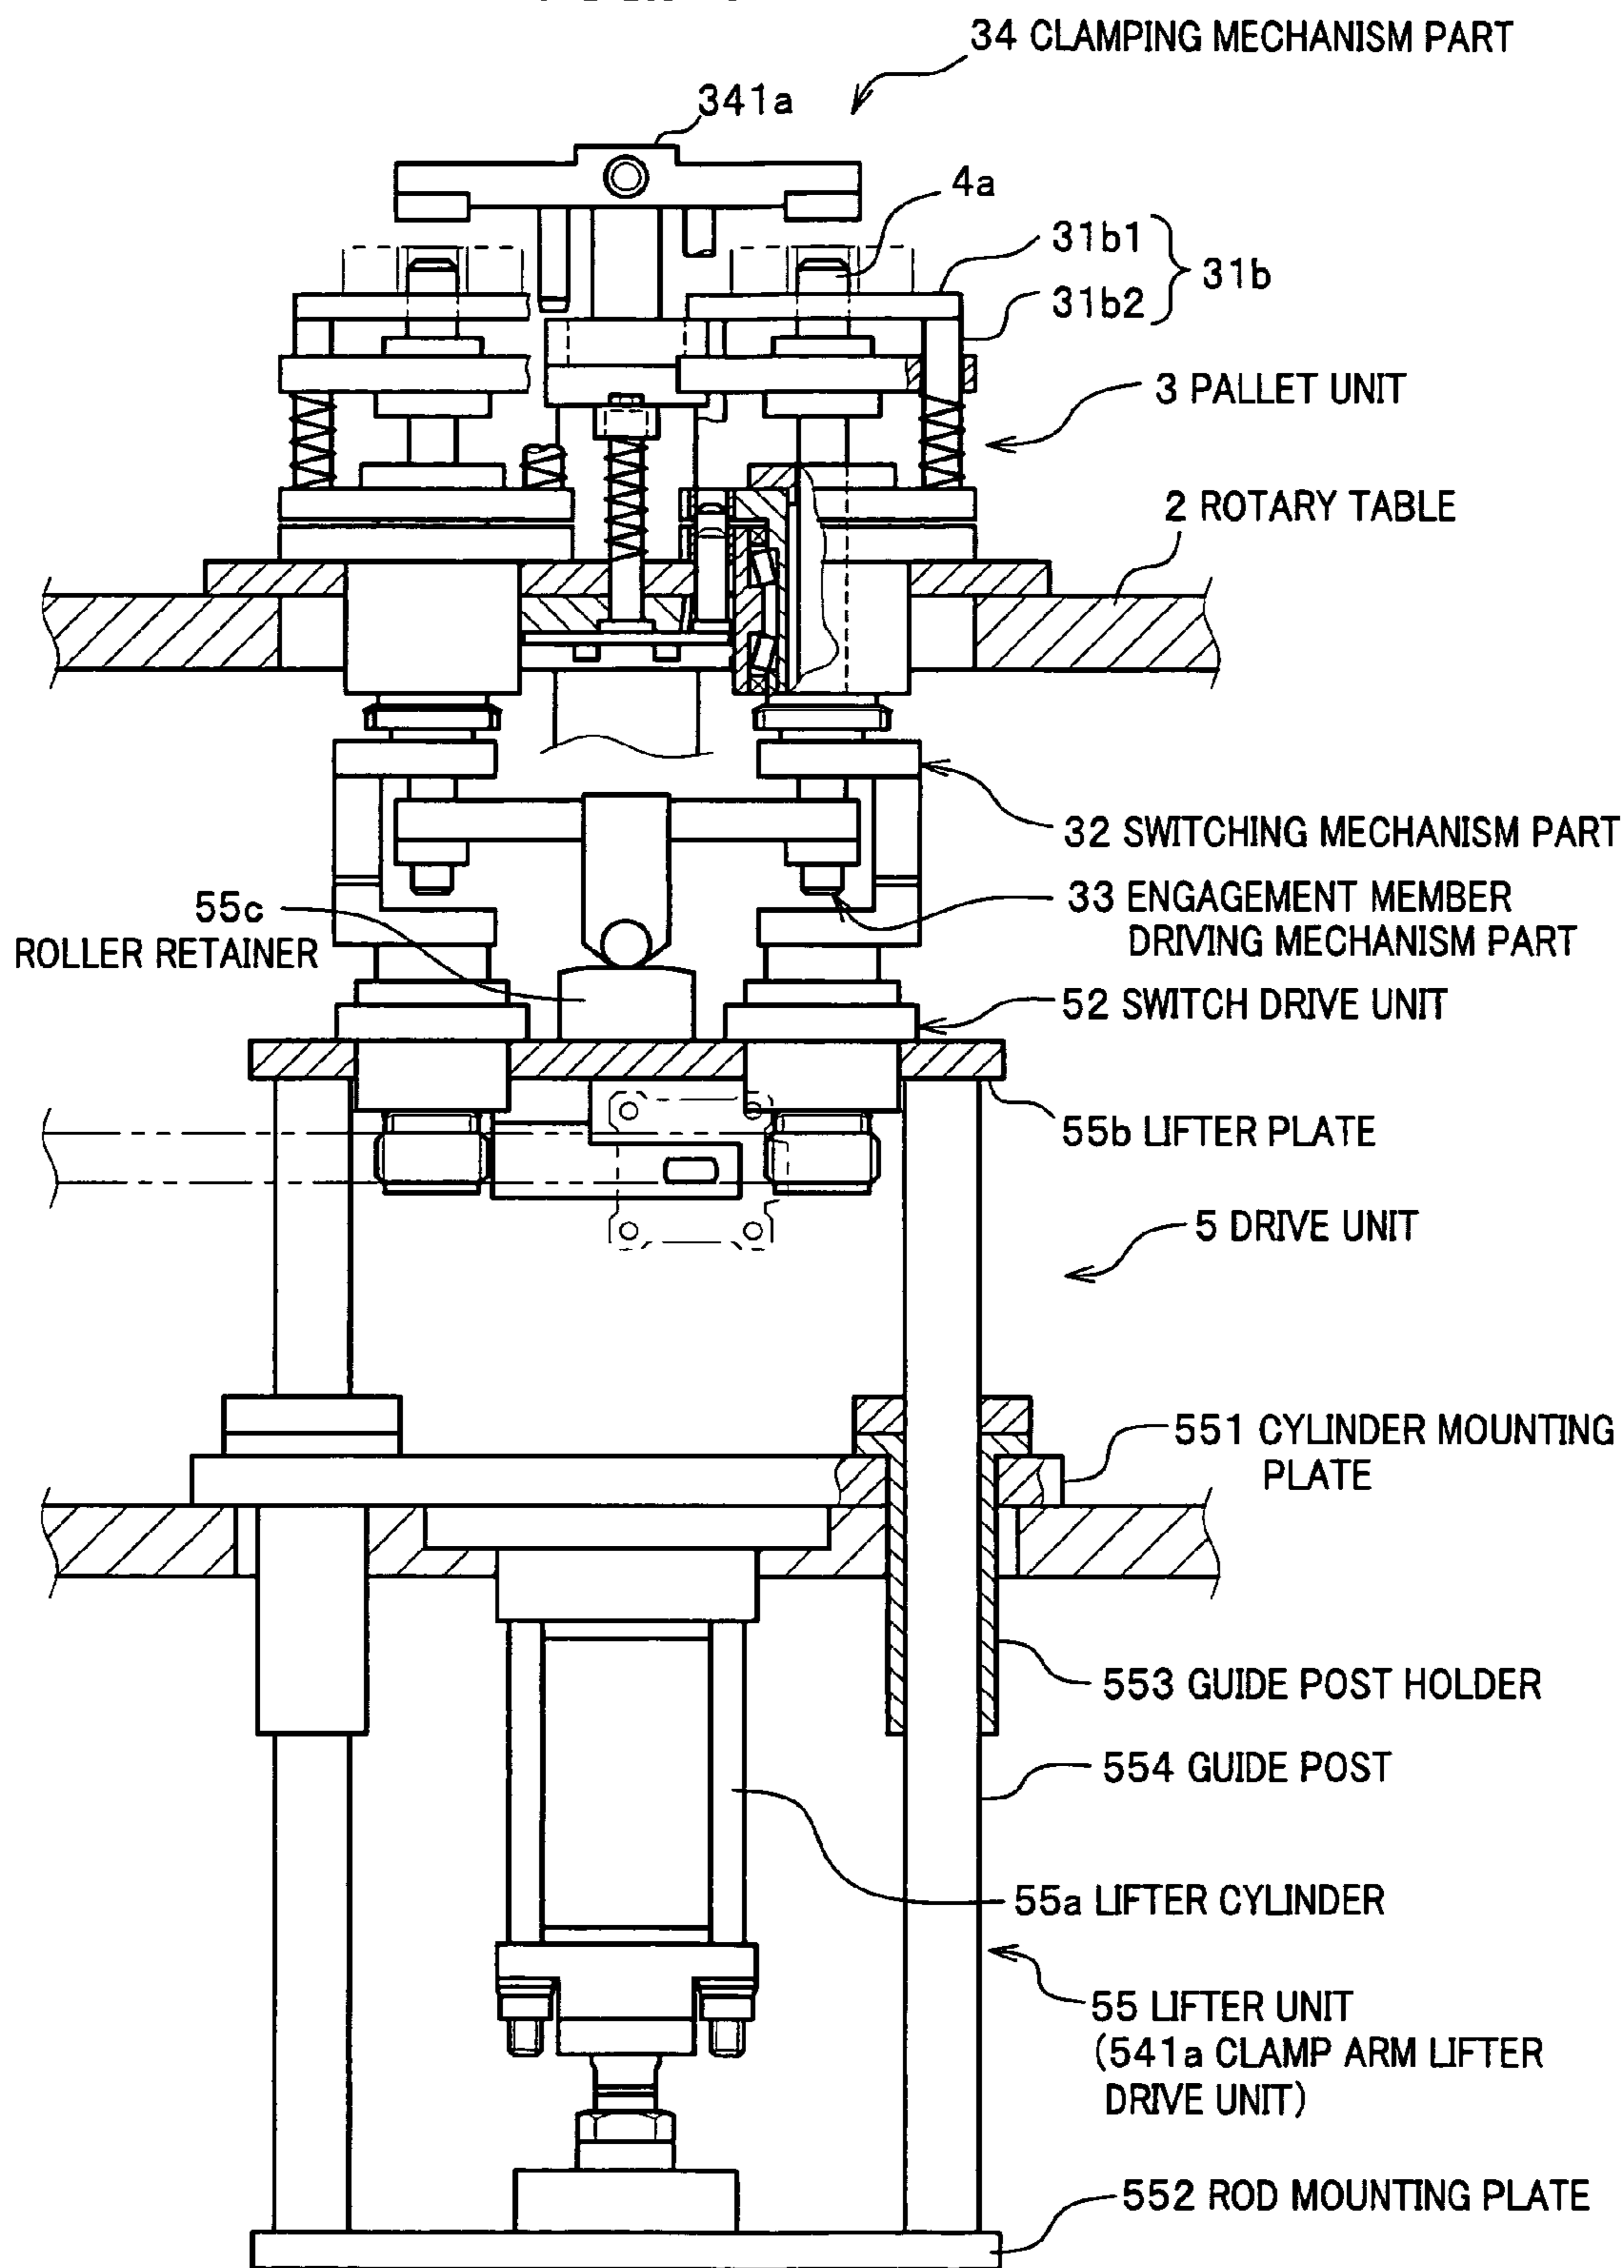 34 CLAMPING MECHANISM PART
341a
4a
31b1
31b
31b2
3 PALLET UNIT
2 ROTARY TABLE
32 SWITCHING MECHANISM PART
33 ENGAGEMENT MEMBER
DRIVING MECHANISM PART
55c
ROLLER RETAINER
52 SWITCH DRIVE UNIT
55b LIFTER PLATE
5 DRIVE UNIT
551 CYLINDER MOUNTING
PLATE
553 GUIDE POST HOLDER
554 GUIDE POST
55a LIFTER CYLINDER
55 LIFTER UNIT
(541a CLAMP ARM LIFTER
DRIVE UNIT)
552 ROD MOUNTING PLATE